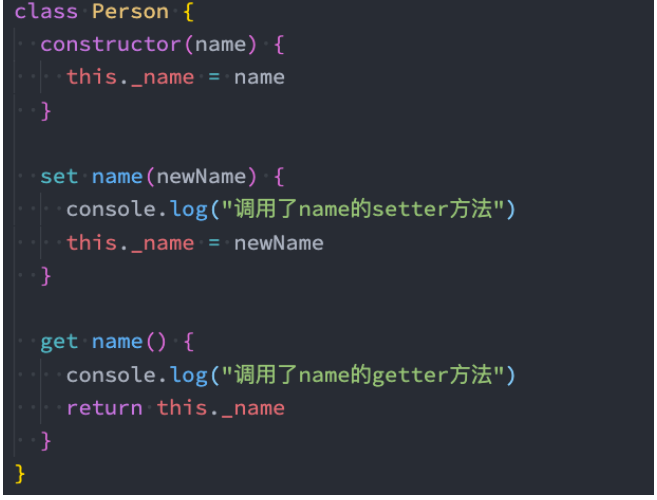 class Person {
  constructor(name) {
    this._name = name
  }

  set name(newName) {
    console.log("调用了name的setter方法")
    this._name = newName
  }

  get name() {
    console.log("调用了name的getter方法")
    return this._name
  }
}